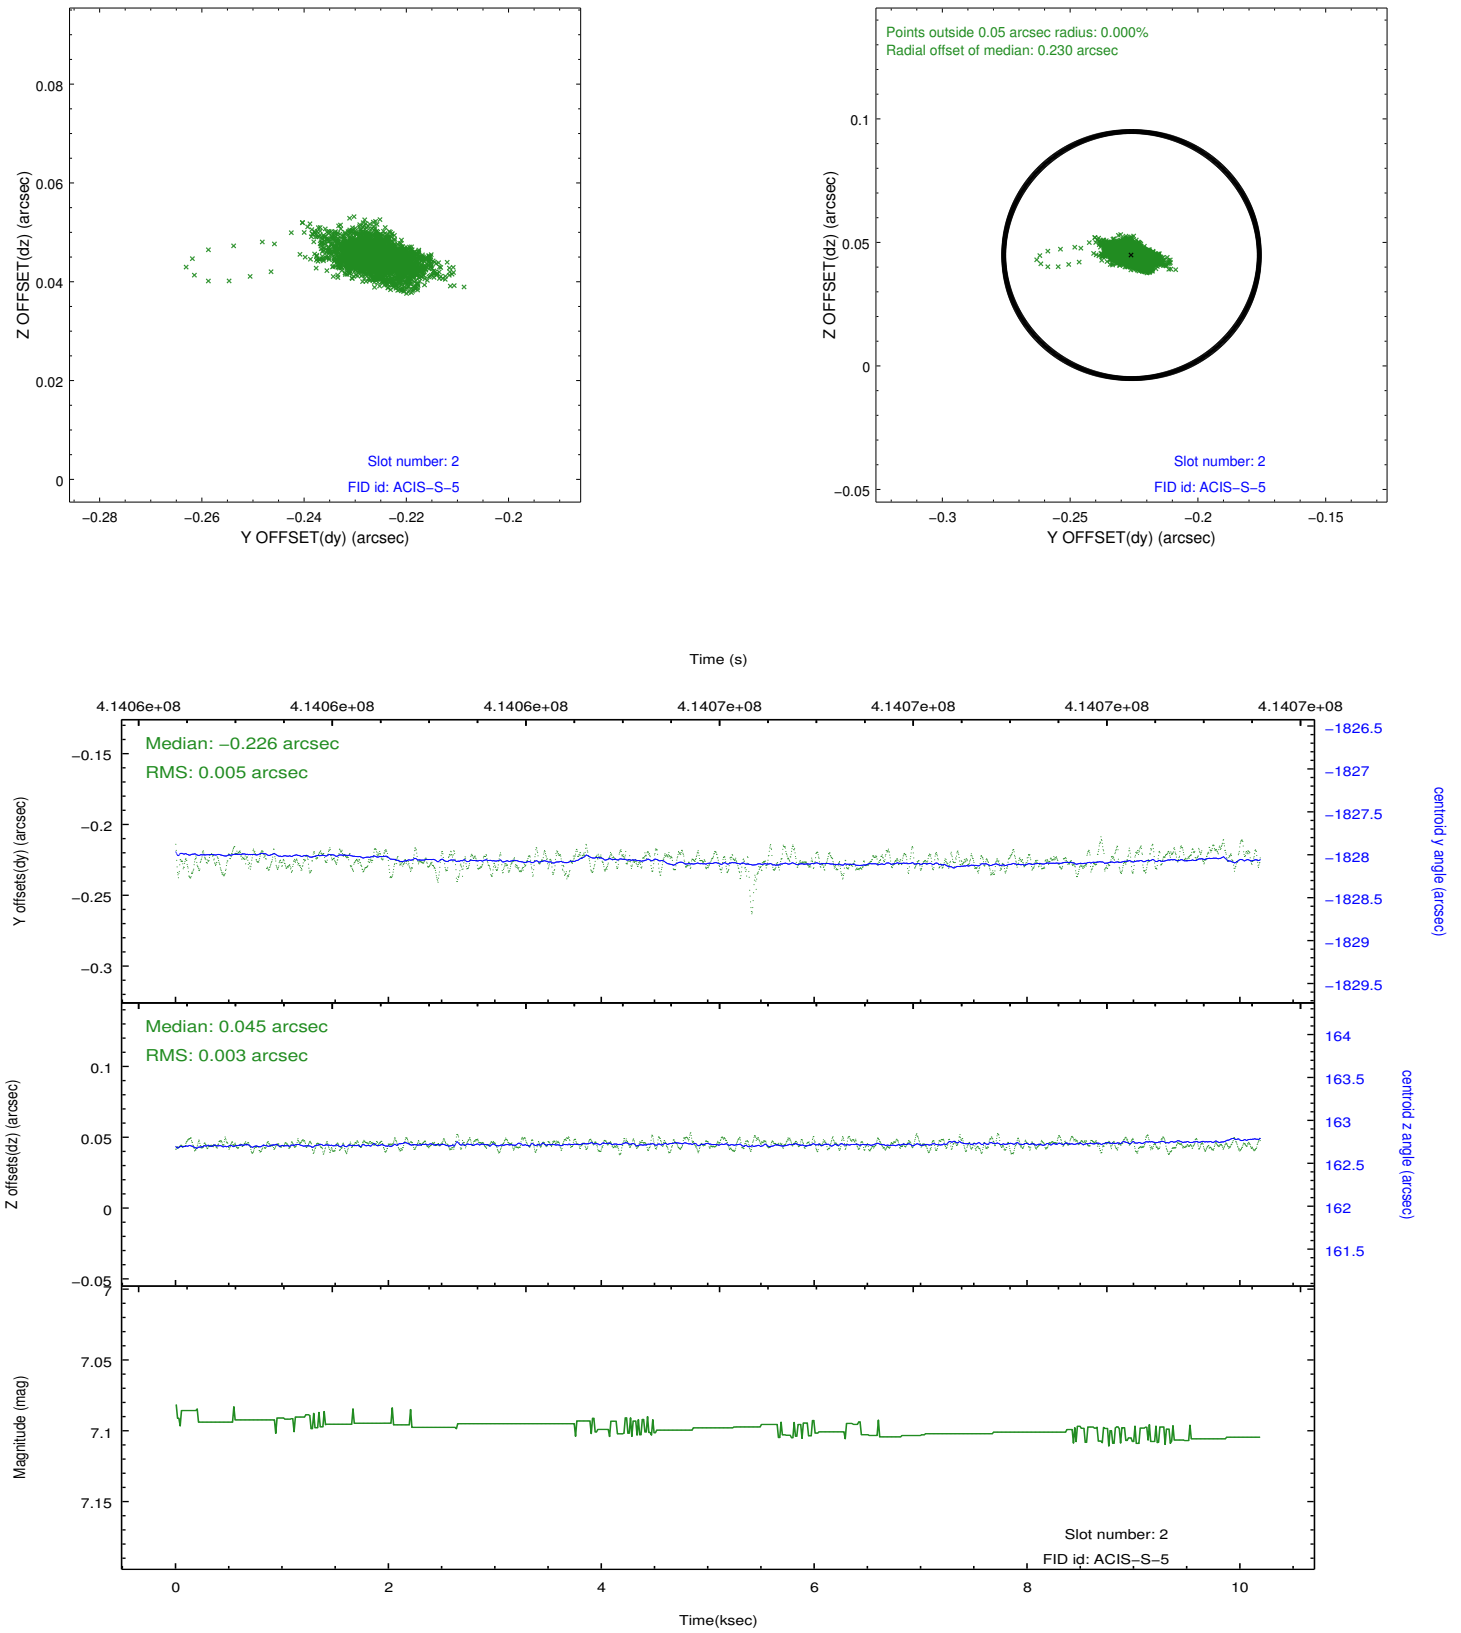 0.08
0.06
0.04
0.02
0
Z OFFSET(dz) (arcsec)
Slot number: 2
FID id: ACIS−S−5
−0.28 −0.26 −0.24 −0.22 −0.2
Y OFFSET(dy) (arcsec)
Points outside 0.05 arcsec radius: 0.000%
Radial offset of median: 0.230 arcsec
0.1
0.05
0
−0.05
Z OFFSET(dz) (arcsec)
Slot number: 2
FID id: ACIS−S−5
−0.3 −0.25 −0.2 −0.15
Y OFFSET(dy) (arcsec)
Time (s)
4.1406e+08 4.1406e+08 4.1406e+08 4.1407e+08 4.1407e+08 4.1407e+08 4.1407e+08
Median: −0.226 arcsec
RMS: 0.005 arcsec
−0.15
−0.2
−0.25
−0.3
Y offsets(dy) (arcsec)
−1826.5
−1827
−1827.5
−1828
−1828.5
−1829
−1829.5
centroid y angle (arcsec)
Median: 0.045 arcsec
RMS: 0.003 arcsec
0.1
0.05
0
−0.05
Z offsets(dz) (arcsec)
164
163.5
163
162.5
162
161.5
centroid z angle (arcsec)
7
7.05
7.1
7.15
Magnitude (mag)
Slot number: 2
FID id: ACIS−S−5
0 2 4 6 8 10
Time(ksec)